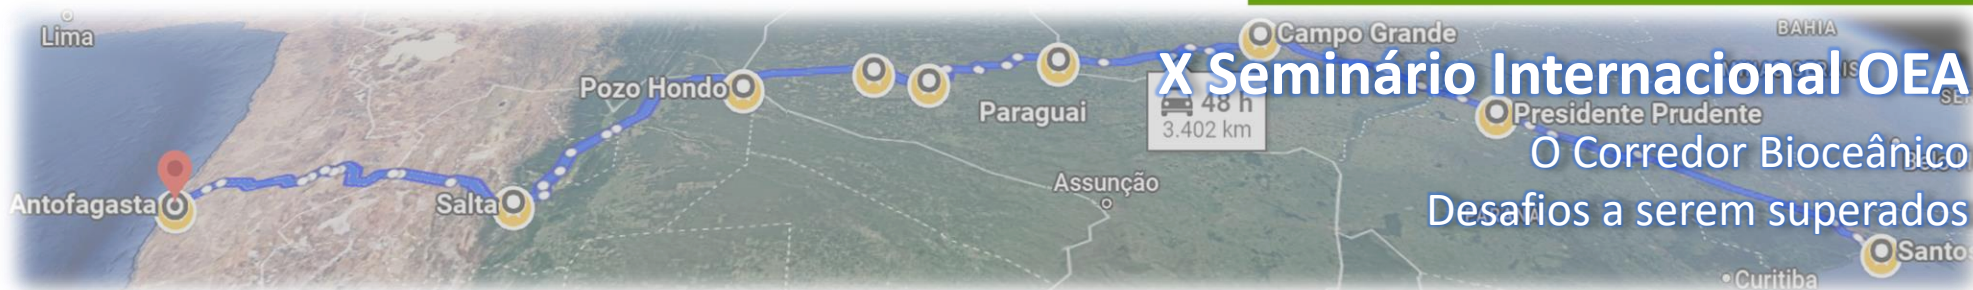 Lima
Campo Grande
BAHIA
X Seminário Internacional OEA
Pozo Hondo
48 h
3.402 km
Paraguai
Presidente Prudente
O Corredor Bioceânico
Assunção
Antofagasta
Salta
Desafios a serem superados
Santos
Curitiba